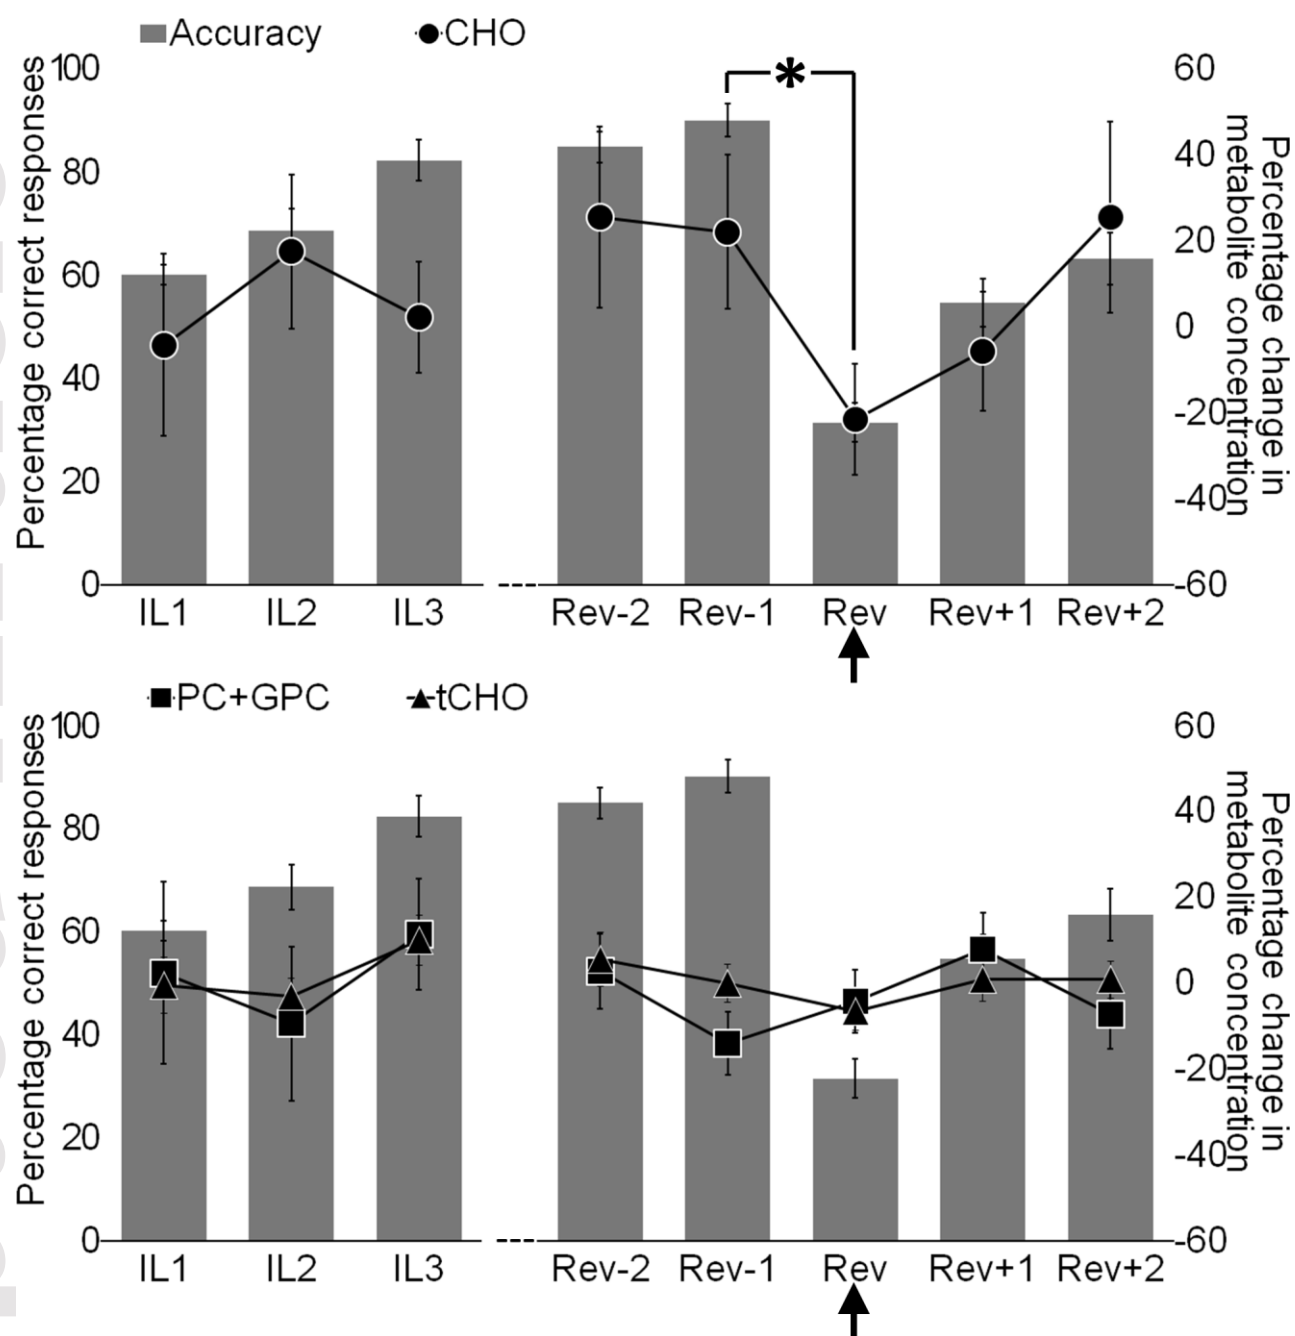 Accuracy CHO
Percentage correct responses
100
80
60
40
20
0
*
60
40
20
0
-20
-40
-60
Percentage change in
metabolite concentration
IL1 IL2 IL3 Rev-2 Rev-1 Rev Rev+1 Rev+2
PC+GPC tCHO
Percentage correct responses
100
80
60
40
20
0
60
40
20
0
-20
-40
-60
Percentage change in
metabolite concentration
IL1 IL2 IL3 Rev-2 Rev-1 Rev Rev+1 Rev+2